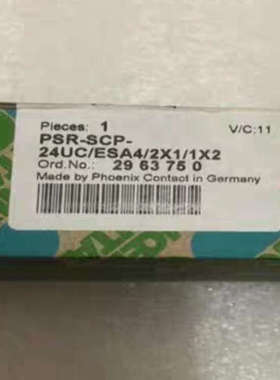 Pieces: 1
V/C:11
PSR-SCP-
24UC/ESA4/2X1/1X2
Ord.No.: 29 63 75 0
Made by Phoenix Contact in Germany